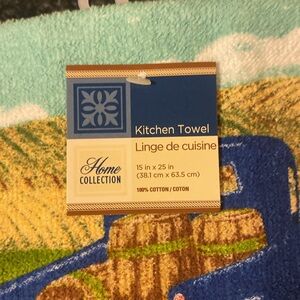 Kitchen Towel
Linge de cuisine
Home
COLLECTION
15 in x 25 in
(38.1 cm x 63.5 cm)
100% COTTON / COTON